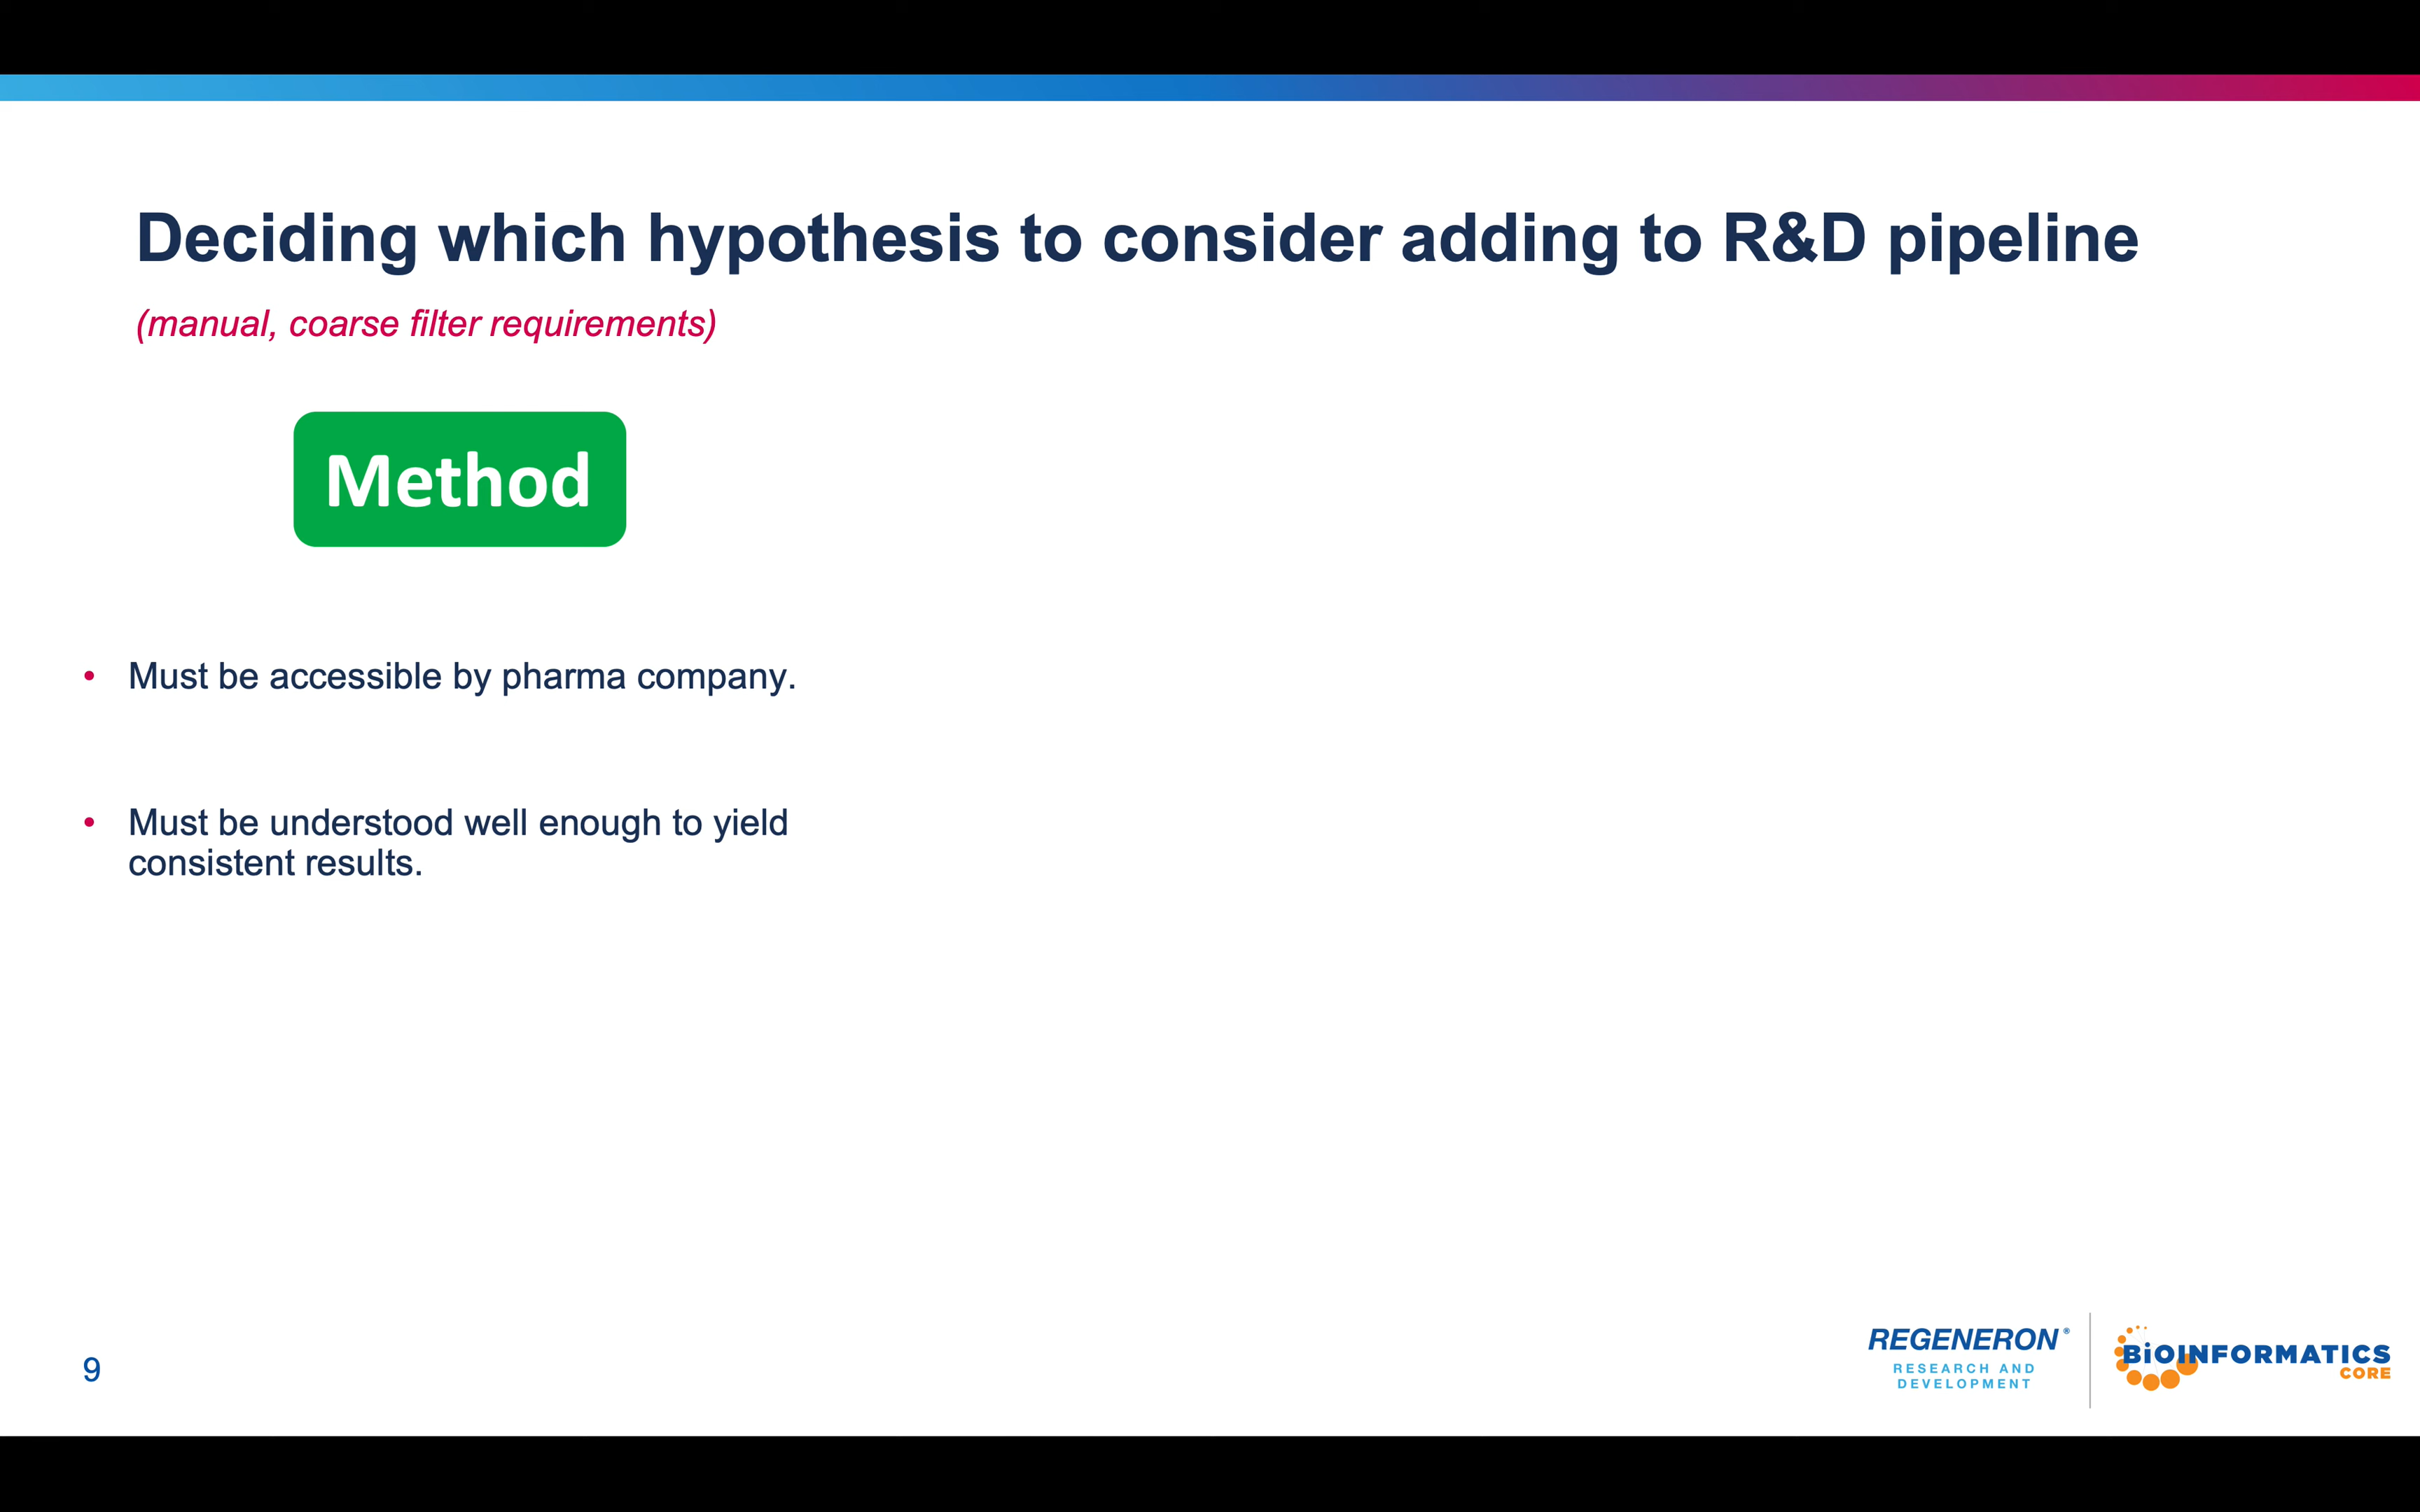 Deciding which hypothesis to consider adding to R&D pipeline
(manual, coarse filter requirements)
Method
• Must be accessible by pharma company.
• Must be understood well enough to yield
consistent results.
9
REGENERON®
RESEARCH AND
DEVELOPMENT
BiOINFORMATICS
CORE